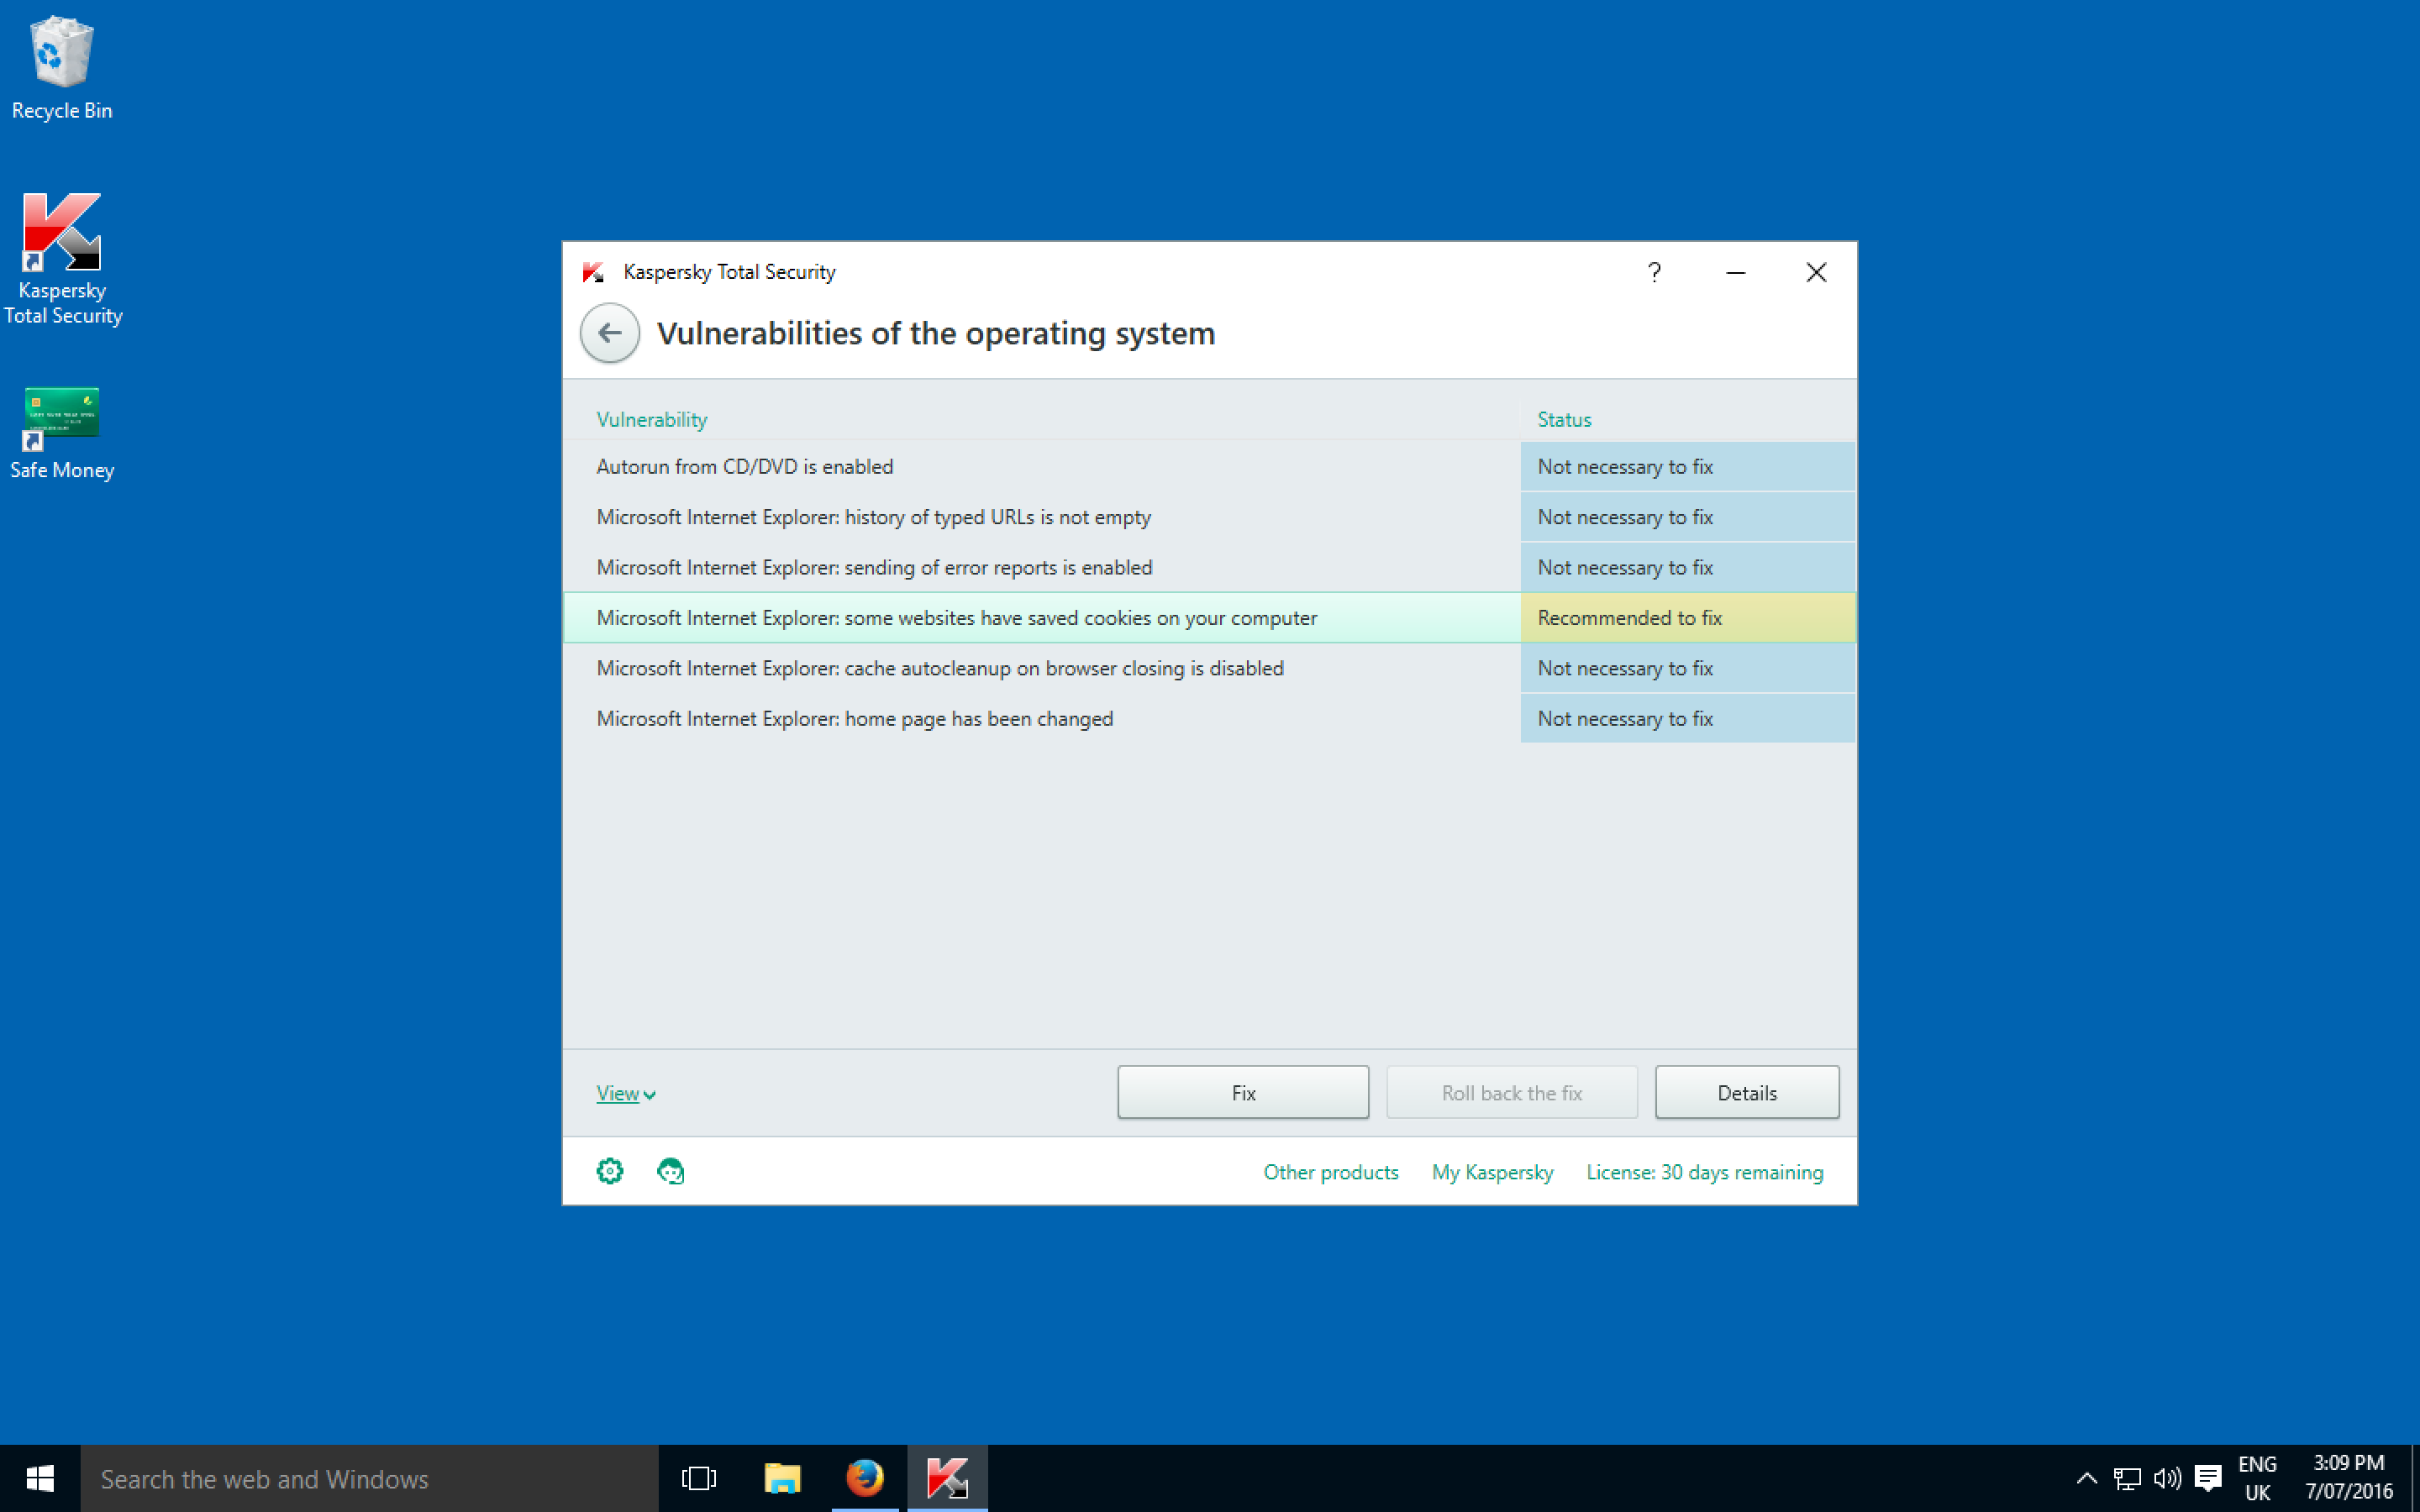 Recycle Bin
Kaspersky
Total Security
Safe Money
Kaspersky Total Security
?
Vulnerabilities of the operating system
Vulnerability Status
Autorun from CD/DVD is enabled Not necessary to fix
Microsoft Internet Explorer: history of typed URLs is not empty Not necessary to fix
Microsoft Internet Explorer: sending of error reports is enabled Not necessary to fix
Microsoft Internet Explorer: some websites have saved cookies on your computer Recommended to fix
Microsoft Internet Explorer: cache autocleanup on browser closing is disabled Not necessary to fix
Microsoft Internet Explorer: home page has been changed Not necessary to fix
View Fix Roll back the fix Details
Other products My Kaspersky License: 30 days remaining
Search the web and Windows
ENG
UK
3:09 PM
7/07/2016